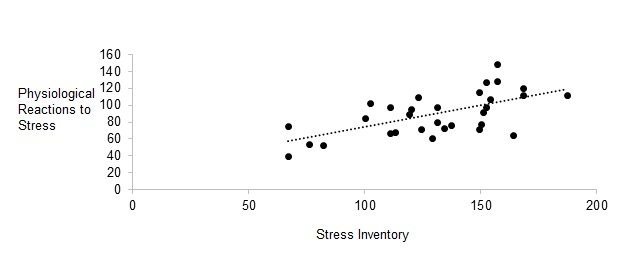 160
140
120
100
80
60
40
20
0
Physiological
Reactions to
Stress
0 50 100 150 200
Stress Inventory